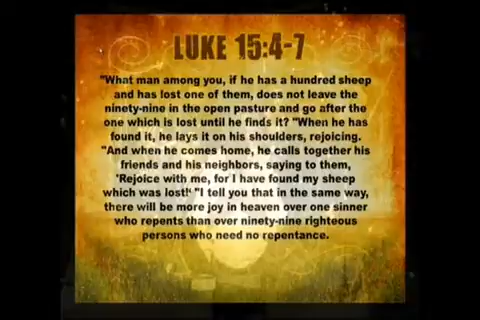 LUKE 15:4-7
"What man among you, if he has a hundred sheep
and has lost one of them, does not leave the
ninety-nine in the open pasture and go after the
one which is lost until he finds it? "When he has
found it, he lays it on his shoulders, rejoicing.
"And when he comes home, he calls together his
friends and his neighbors, saying to them,
'Rejoice with me, for I have found my sheep
which was lost!' "I tell you that in the same way,
there will be more joy in heaven over one sinner
who repents than over ninety-nine righteous
persons who need no repentance.